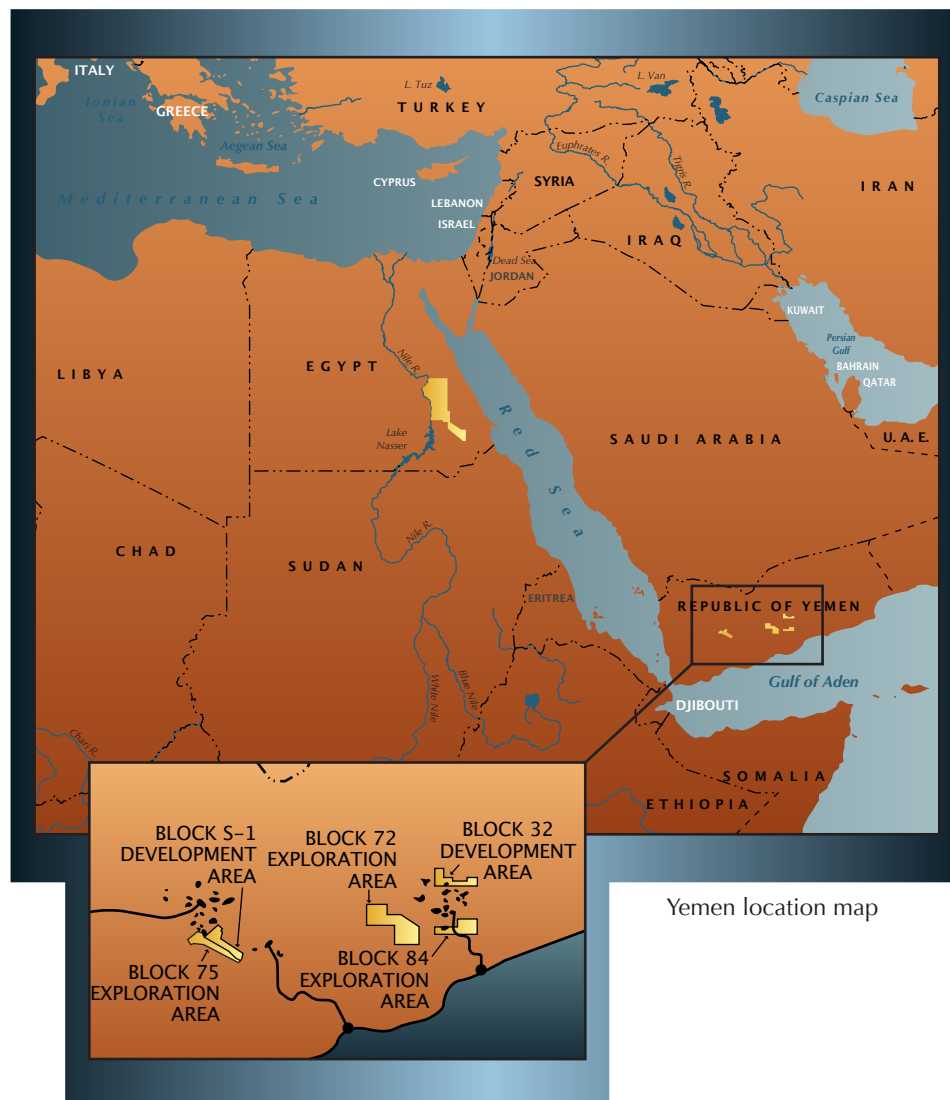 ITALY
Ionian
Sea
GREECE
Aegean Sea
L. Tuz
TURKEY
L. Van
Caspian Sea
Mediterranean Sea
CYPRUS
LEBANON
ISRAEL
SYRIA
Euphrates R.
Tigris R.
IRAN
IRAQ
Dead Sea
JORDAN
KUWAIT
Persian
Gulf
BAHRAIN
QATAR
U.A.E.
LIBYA
EGYPT
Nile R.
Lake
Nasser
Red Sea
SAUDI ARABIA
CHAD
SUDAN
Nile R.
ERITREA
REPUBLIC OF YEMEN
White Nile
Blue Nile
Gulf of Aden
DJIBOUTI
Chari R.
SOMALIA
ETHIOPIA
BLOCK S-1
DEVELOPMENT
AREA
BLOCK 72
EXPLORATION
AREA
BLOCK 32
DEVELOPMENT
AREA
BLOCK 75
EXPLORATION
AREA
BLOCK 84
EXPLORATION
AREA
Yemen location map